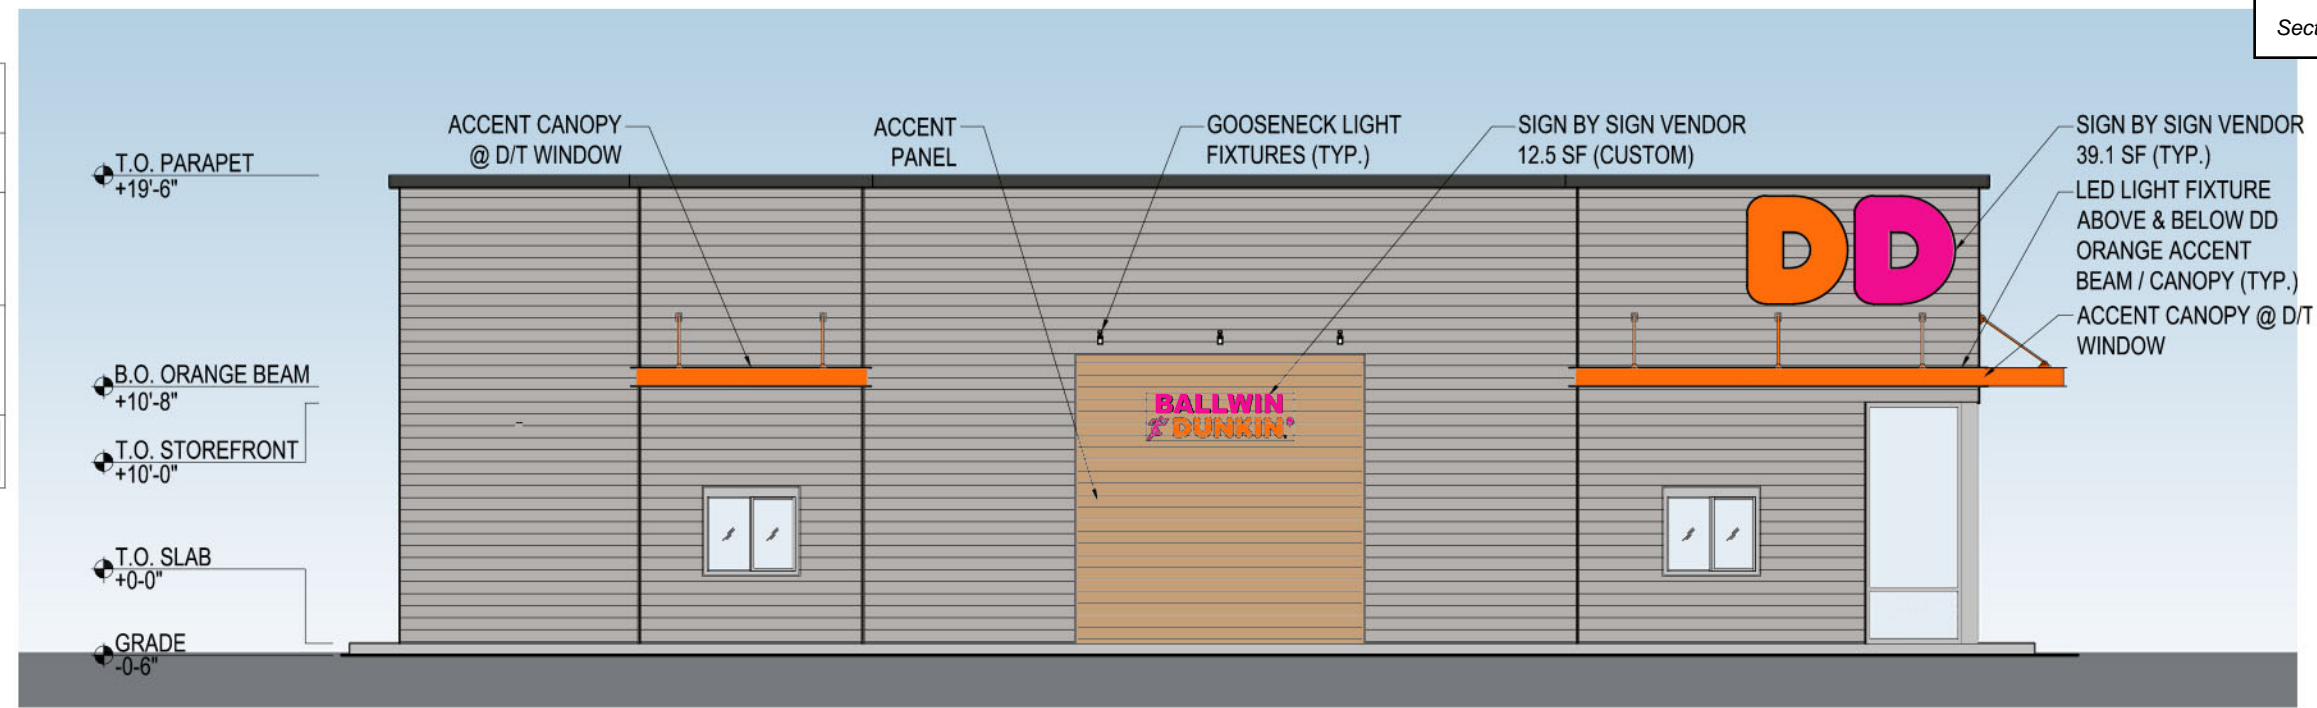 Sect
ACCENT CANOPY
@ D/T WINDOW
ACCENT
PANEL
GOOSENECK LIGHT
FIXTURES (TYP.)
SIGN BY SIGN VENDOR
12.5 SF (CUSTOM)
SIGN BY SIGN VENDOR
39.1 SF (TYP.)
LED LIGHT FIXTURE
ABOVE & BELOW DD
ORANGE ACCENT
BEAM / CANOPY (TYP.)
ACCENT CANOPY @ D/T
WINDOW
T.O. PARAPET
+19'-6"
B.O. ORANGE BEAM
+10'-8"
T.O. STOREFRONT
+10'-0"
T.O. SLAB
+0-0"
GRADE
-0-6"
DD
BALLWIN
DUNKIN'